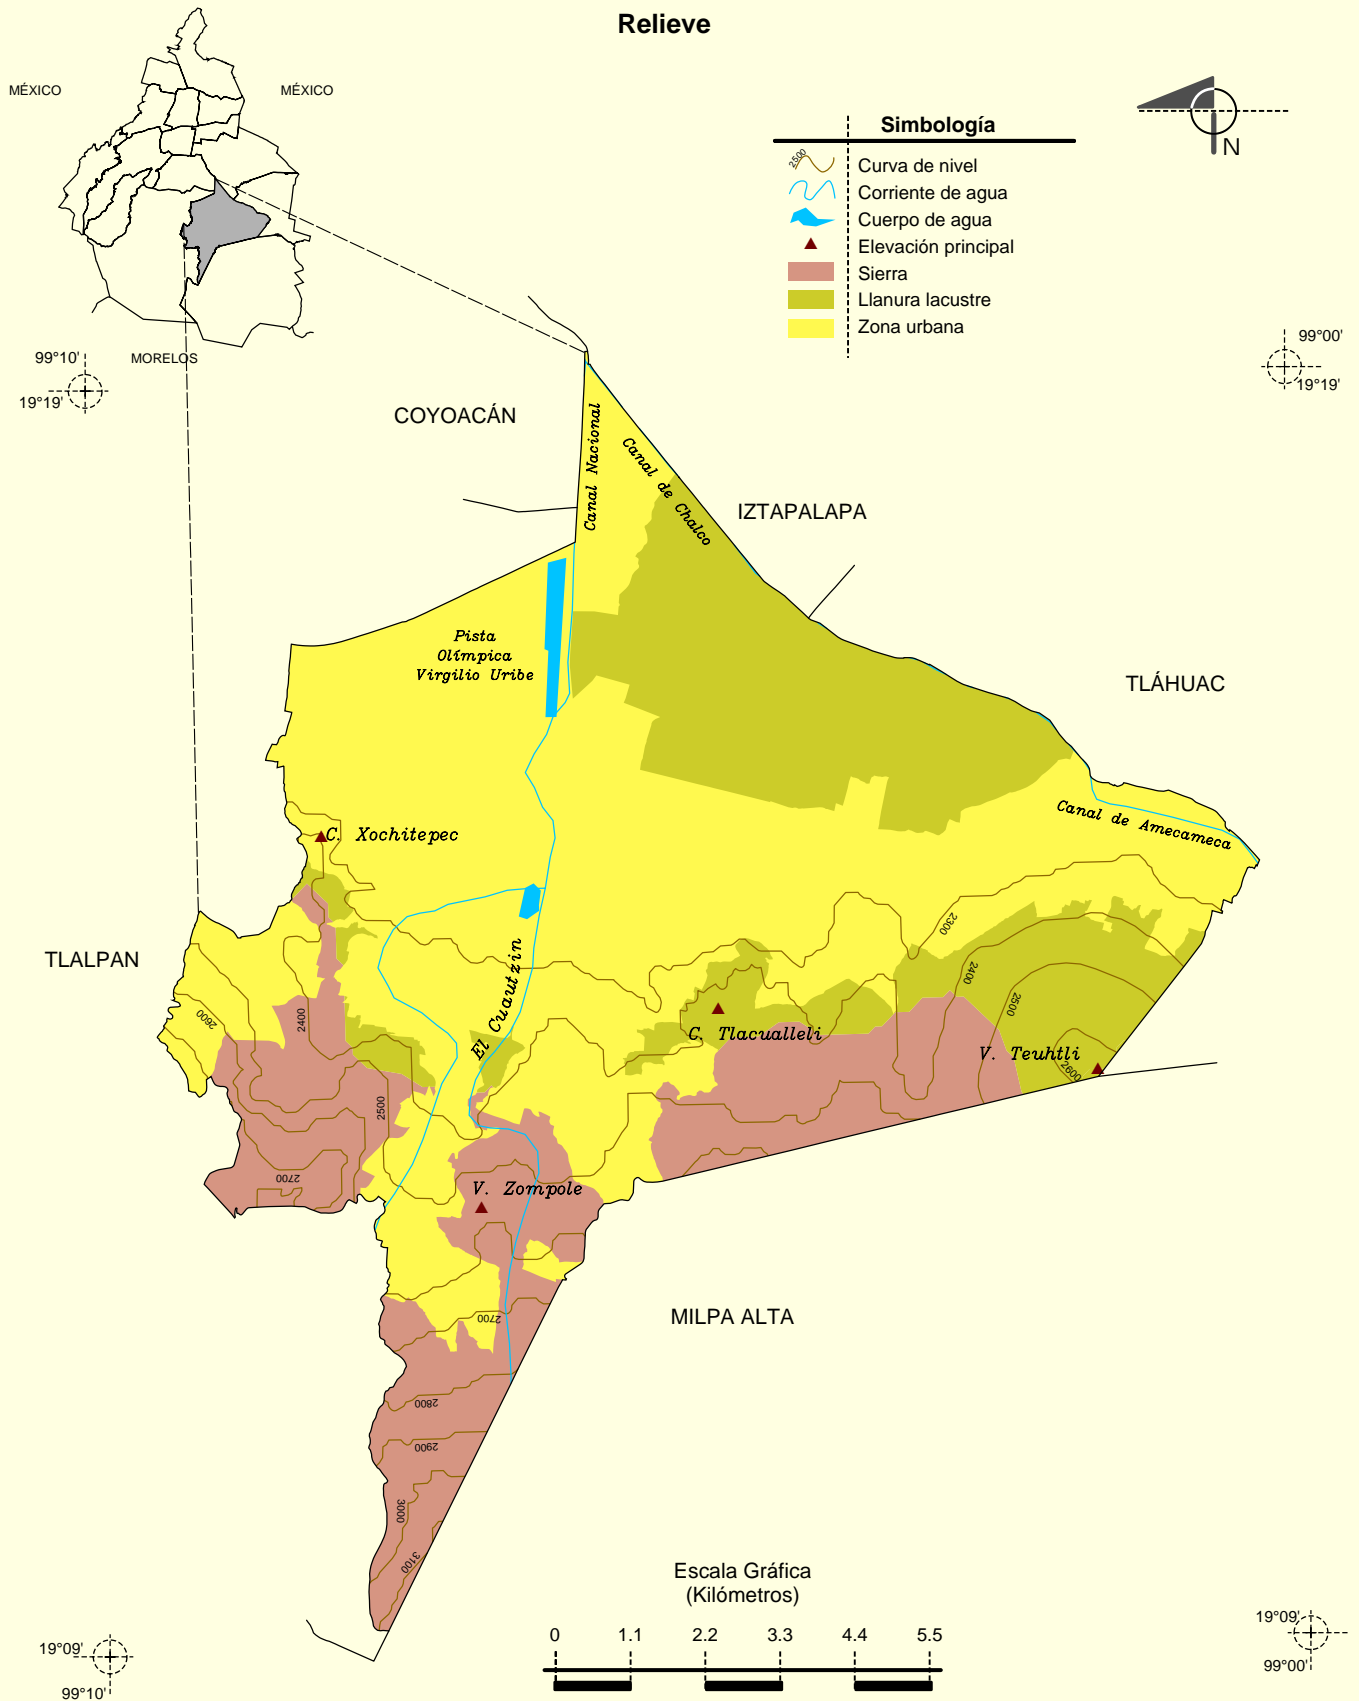 Relieve
MÉXICO
MÉXICO
MORELOS
N
Simbología
2500
Curva de nivel
Corriente de agua
Cuerpo de agua
Elevación principal
Sierra
Llanura lacustre
Zona urbana
99°10'
19°19'
99°00'
19°19'
COYOACÁN
Canal Nacional
Canal de Chalco
IZTAPALAPA
Pista
Olímpica
Virgilio Uribe
TLÁHUAC
Canal de Amecameca
C. Xochitepec
2300
TLALPAN
El Cuautzin
2400
2500
2600
2400
C. Tlacualleli
V. Teuhtli
2600
2500
2700
V. Zompole
2700
MILPA ALTA
2800
2900
3000
3100
Escala Gráfica
(Kilómetros)
0 1.1 2.2 3.3 4.4 5.5
19°09'
99°10'
19°09'
99°00'